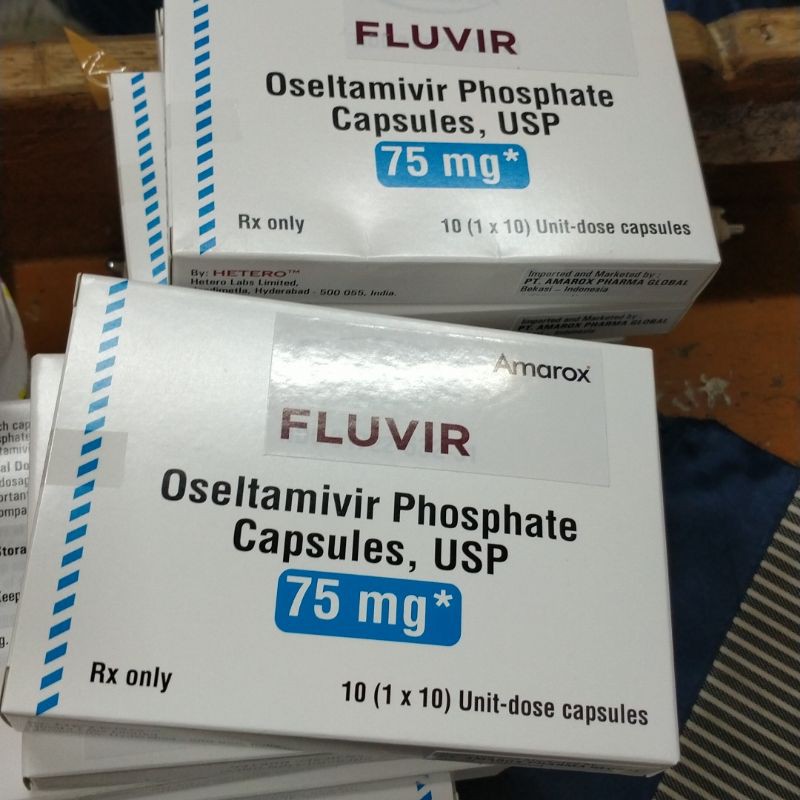 FLUVIR
Oseltamivir Phosphate
Capsules, USP
75 mg*
Rx only
10 (1 x 10) Unit-dose capsules
By: HETERO™
Hetero Labs Limited,
Hyderabad - 500 055, India.
Imported and Marketed by :
PT. AMAROX PHARMA GLOBAL
Bekasi – Indonesia
Imported and Marketed by :
PT. AMAROX PHARMA GLOBAL
Indonesia
Amarox
FLUVIR
Oseltamivir Phosphate
Capsules, USP
75 mg*
Rx only
10 (1 x 10) Unit-dose capsules